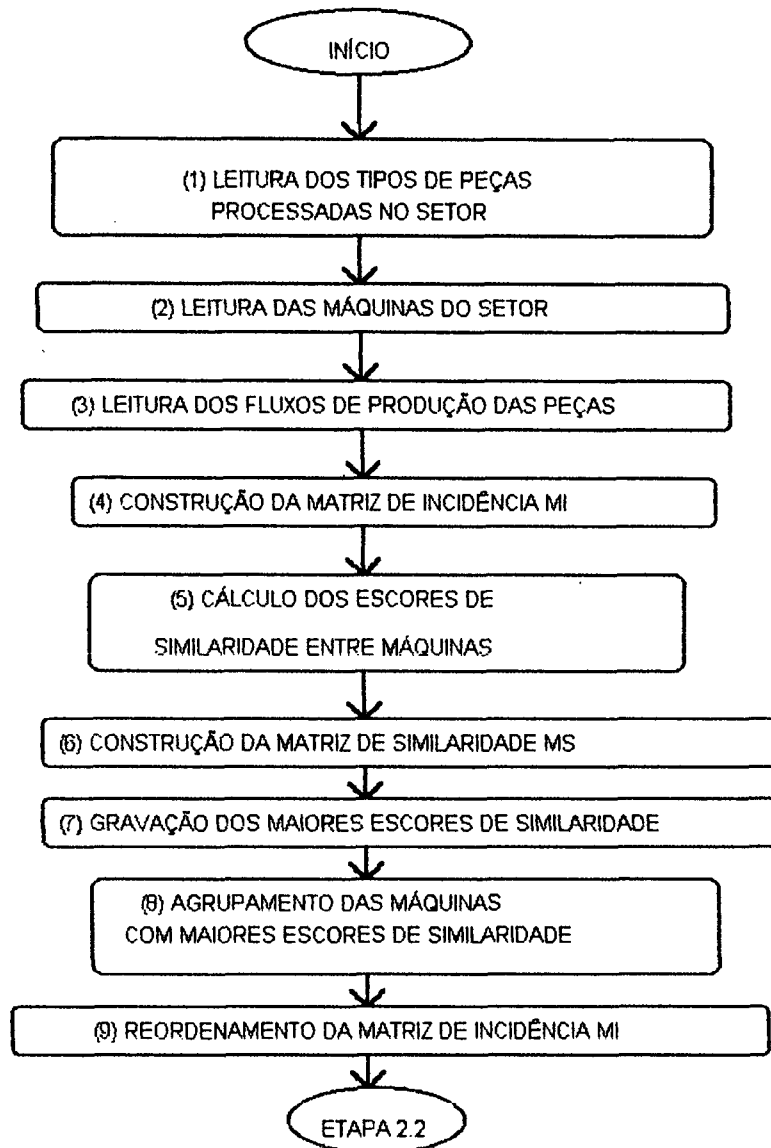 INÍCIO
(1) LEITURA DOS TIPOS DE PEÇAS
PROCESSADAS NO SETOR
(2) LEITURA DAS MÁQUINAS DO SETOR
(3) LEITURA DOS FLUXOS DE PRODUÇÃO DAS PEÇAS
(4) CONSTRUÇÃO DA MATRIZ DE INCIDÊNCIA MI
(5) CÁLCULO DOS ESCORES DE
SIMILARIDADE ENTRE MÁQUINAS
(6) CONSTRUÇÃO DA MATRIZ DE SIMILARIDADE MS
(7) GRAVAÇÃO DOS MAIORES ESCORES DE SIMILARIDADE
(8) AGRUPAMENTO DAS MÁQUINAS
COM MAIORES ESCORES DE SIMILARIDADE
(9) REORDENAMENTO DA MATRIZ DE INCIDÊNCIA MI
ETAPA 2.2